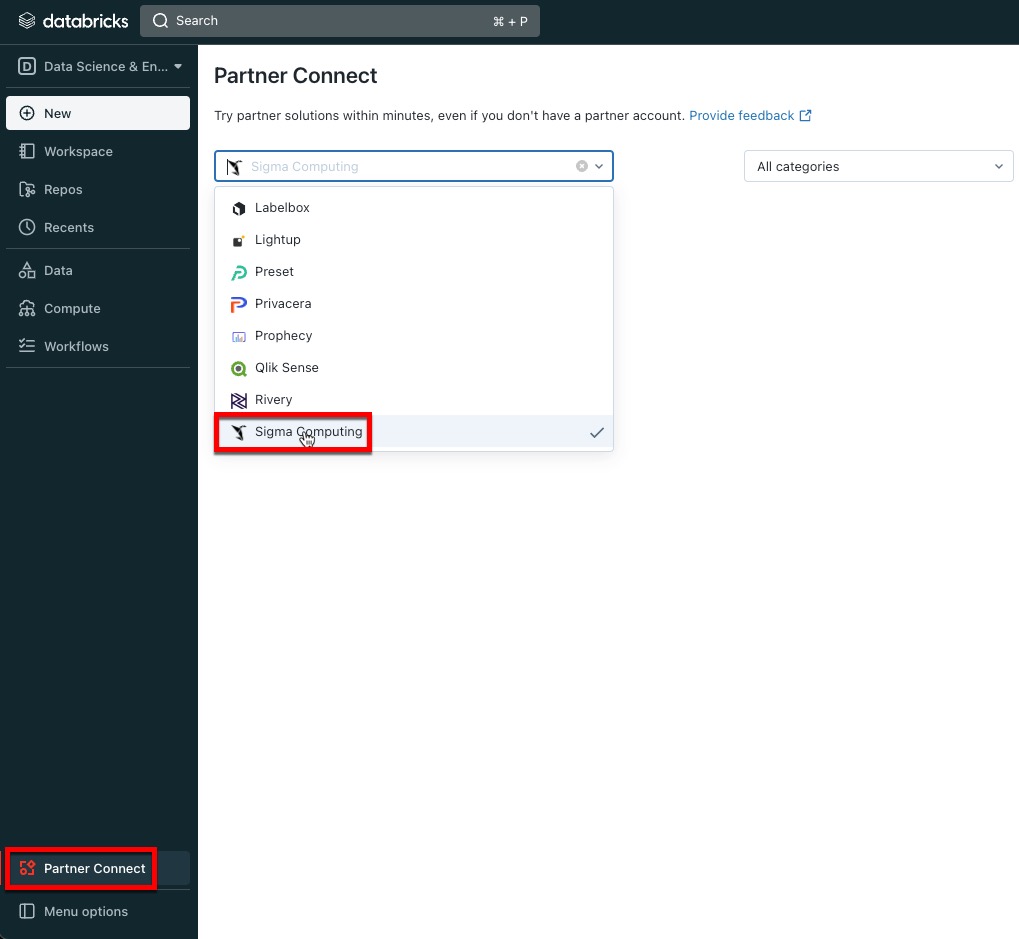 databricks
Search
⌘ + P
Data Science & En...
New
Workspace
Repos
Recents
Data
Compute
Workflows
Partner Connect
Menu options
Partner Connect
Try partner solutions within minutes, even if you don't have a partner account. Provide feedback
Sigma Computing
All categories
Labelbox
Lightup
Preset
Privacera
Prophecy
Qlik Sense
Rivery
Sigma Computing